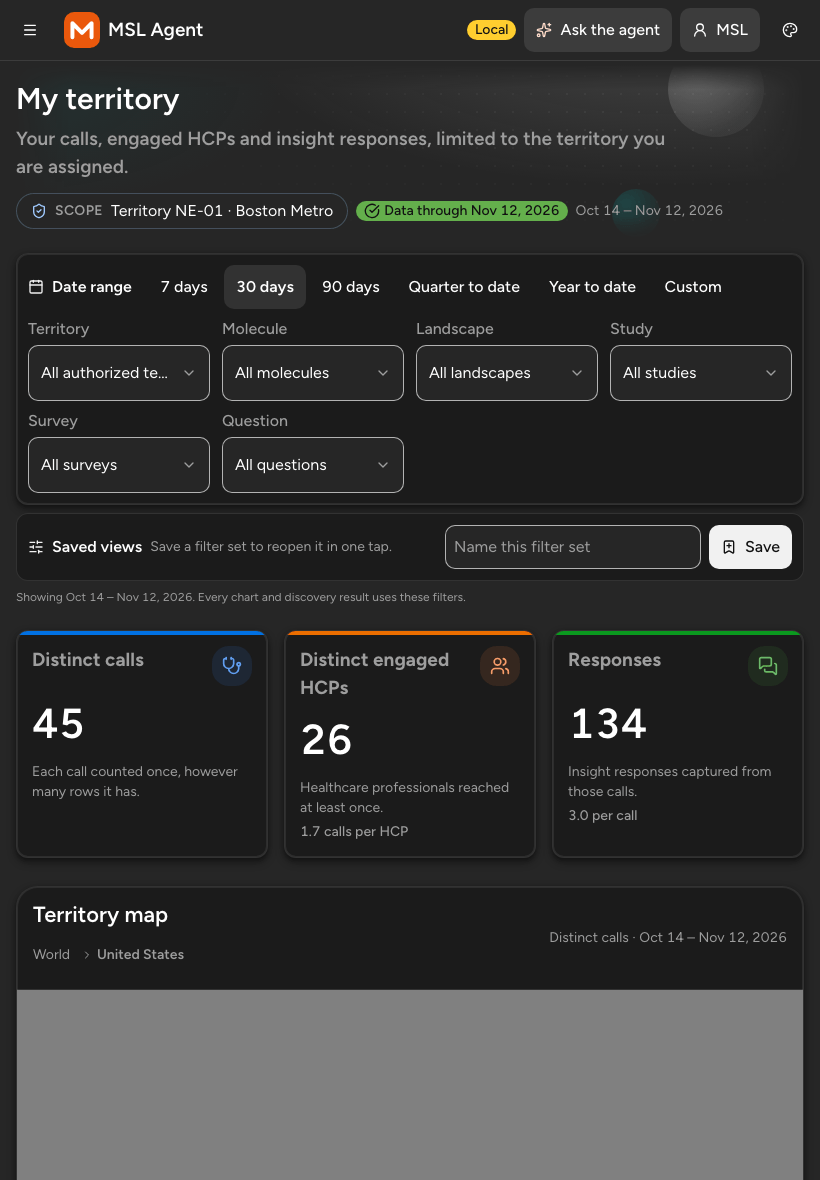 MSL Agent
Local
Ask the agent
MSL
My territory
Your calls, engaged HCPs and insight responses, limited to the territory you
are assigned.
SCOPE Territory NE-01 · Boston Metro
Data through Nov 12, 2026
Oct 14 – Nov 12, 2026
Date range
7 days
30 days
90 days
Quarter to date
Year to date
Custom
Territory
Molecule
Landscape
Study
All authorized te...
All molecules
All landscapes
All studies
Survey
Question
All surveys
All questions
Saved views
Save a filter set to reopen it in one tap.
Name this filter set
Save
Showing Oct 14 – Nov 12, 2026. Every chart and discovery result uses these filters.
Distinct calls
45
Each call counted once, however
many rows it has.
Distinct engaged
HCPs
26
Healthcare professionals reached
at least once.
1.7 calls per HCP
Responses
134
Insight responses captured from
those calls.
3.0 per call
Territory map
World
United States
Distinct calls · Oct 14 – Nov 12, 2026